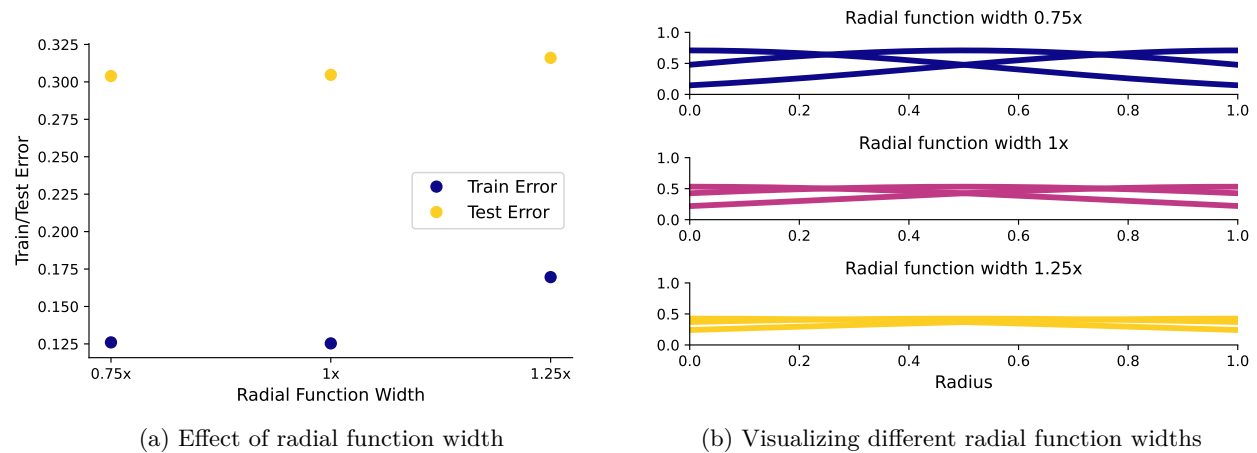 0.325
0.300
0.275
0.250
0.225
0.200
0.175
0.150
0.125
Train/Test Error
0.75x 1x 1.25x
Radial Function Width
Train Error
Test Error
(a) Effect of radial function width
Radial function width 0.75x
1.0
0.5
0.0
0.0 0.2 0.4 0.6 0.8 1.0
Radial function width 1x
1.0
0.5
0.0
0.0 0.2 0.4 0.6 0.8 1.0
Radial function width 1.25x
1.0
0.5
0.0
0.0 0.2 0.4 0.6 0.8 1.0
Radius
(b) Visualizing different radial function widths